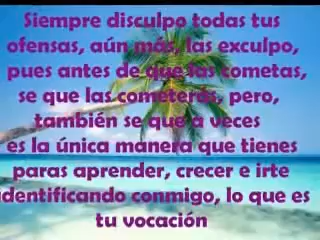 Siempre disculpo todas tus
ofensas, aún más, las exculpo,
pues antes de que las cometas,
se que las cometerás, pero,
también se que a veces
es la única manera que tienes
paras aprender, crecer e irte
identificando conmigo, lo que es
tu vocación